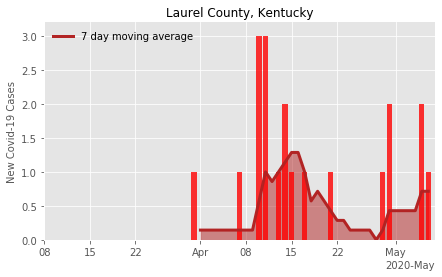 Laurel County, Kentucky
7 day moving average
New Covid-19 Cases
3.0
2.5
2.0
1.5
1.0
0.5
0.0
08 15 22 Apr 08 15 22 May
2020-May